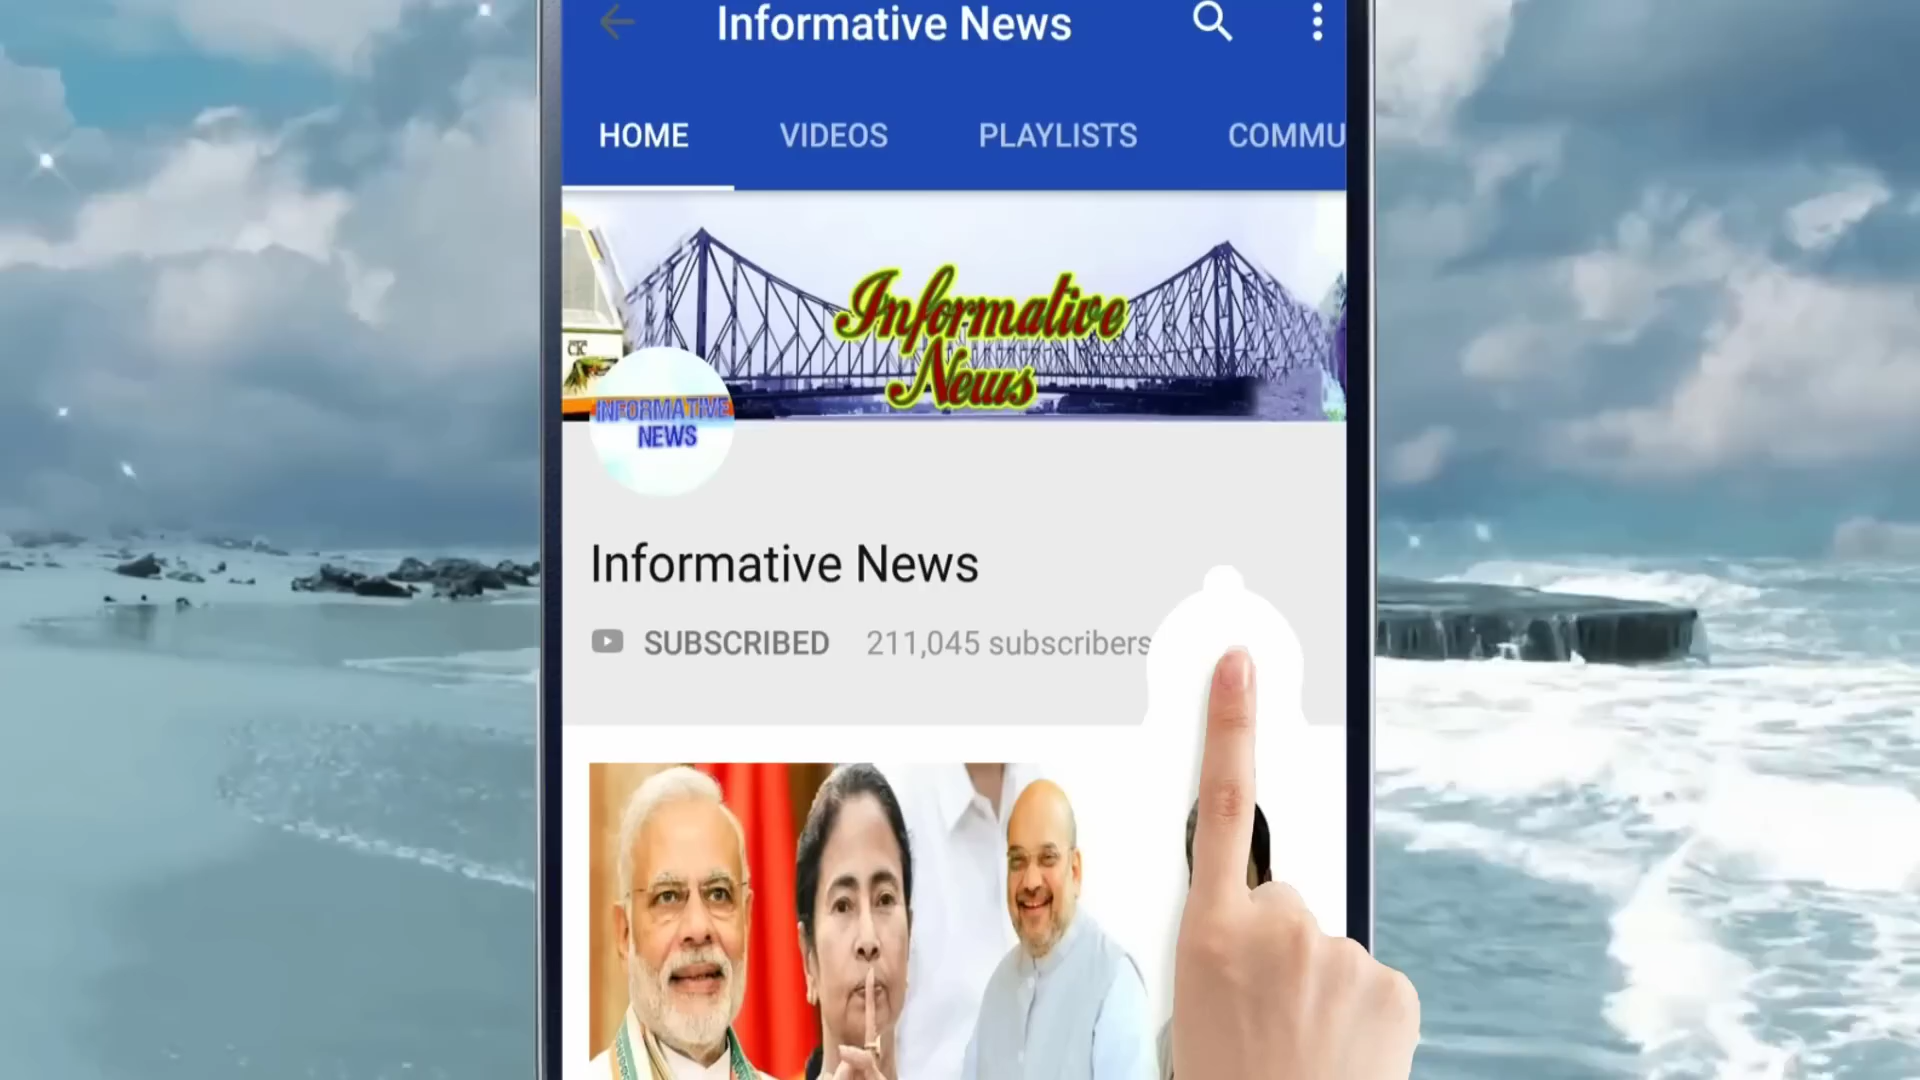 Informative News
HOME VIDEOS PLAYLISTS COMMU
Informative
News
INFORMATIVE
NEWS
Informative News
SUBSCRIBED 211,045 subscribers